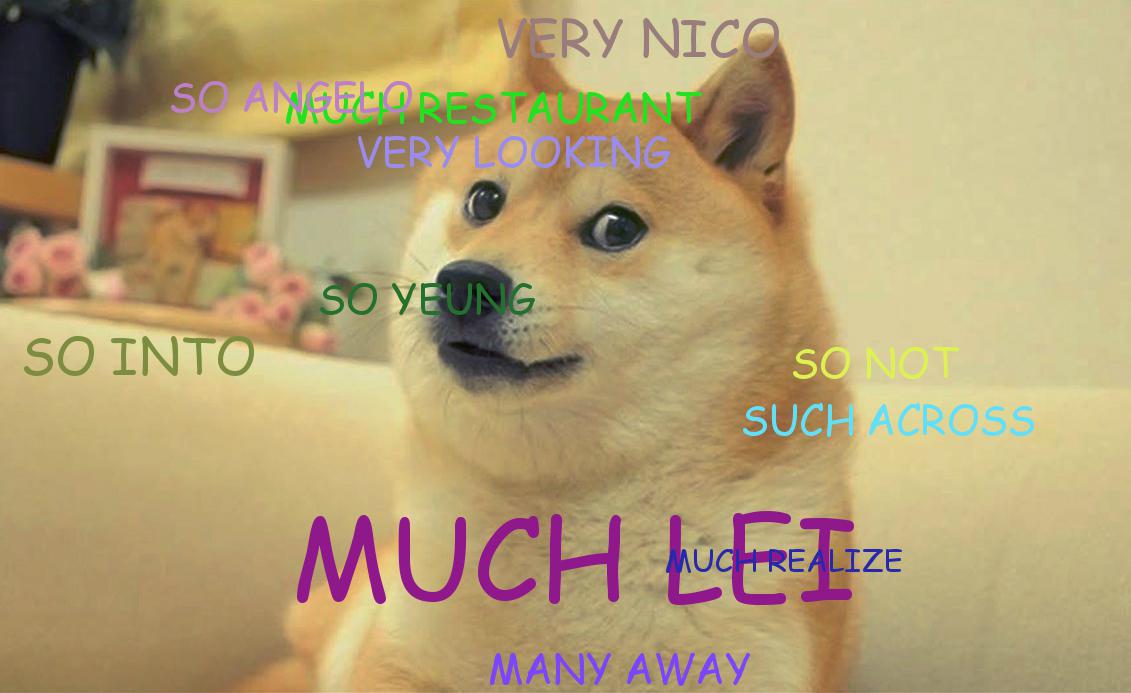 VERY NICO
SO ANGELO
MUCH RESTAURANT
VERY LOOKING
SO YEUNG
SO INTO
SO NOT
SUCH ACROSS
MUCH LEI
MUCH REALIZE
MANY AWAY